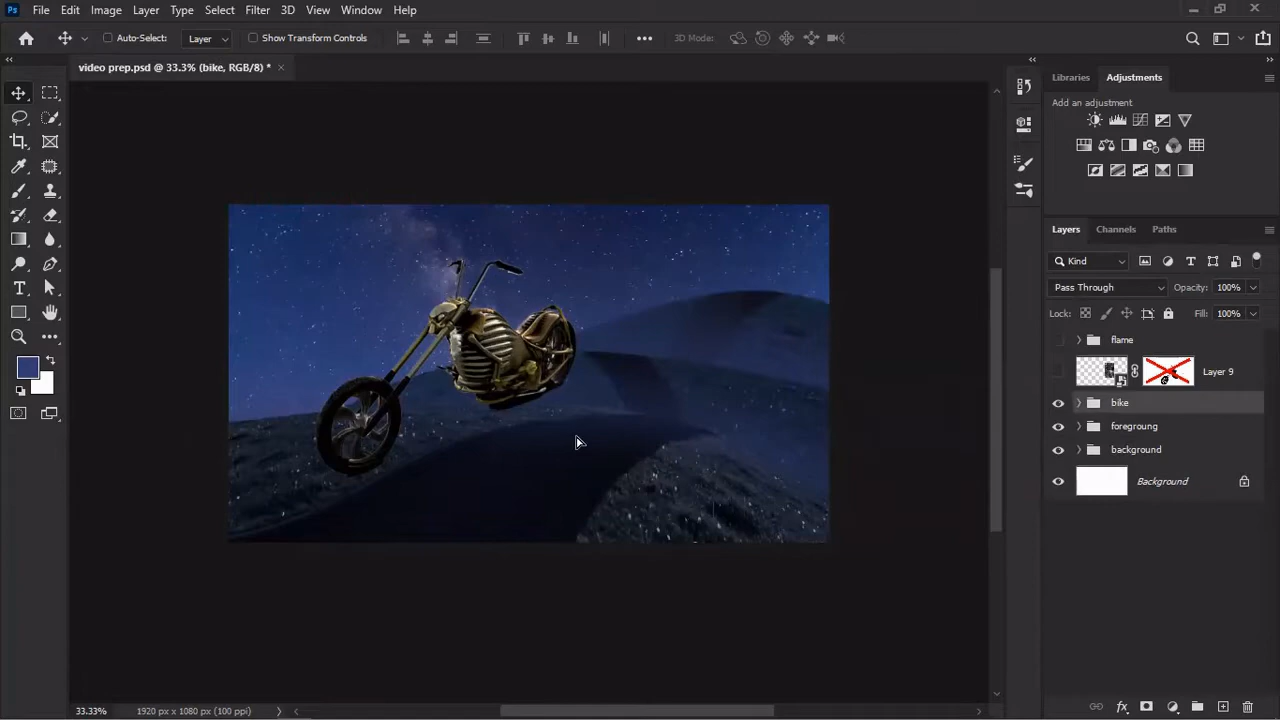 Ps File Edit Image Layer Type Select Filter 3D View Window Help
Auto-Select: Layer Show Transform Controls 3D Mode:
video prep.psd @ 33.3% (bike, RGB/8) *
Libraries Adjustments
Add an adjustment
Layers Channels Paths
Kind
Pass Through Opacity: 100%
Lock: Fill: 100%
flame
Layer 9
bike
foregroung
background
Background
33.33% 1920 px x 1080 px (100 ppi)